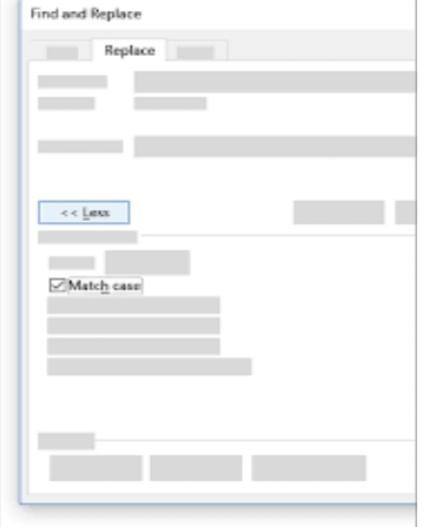 Find and Replace
Replace
<< Less
Match case